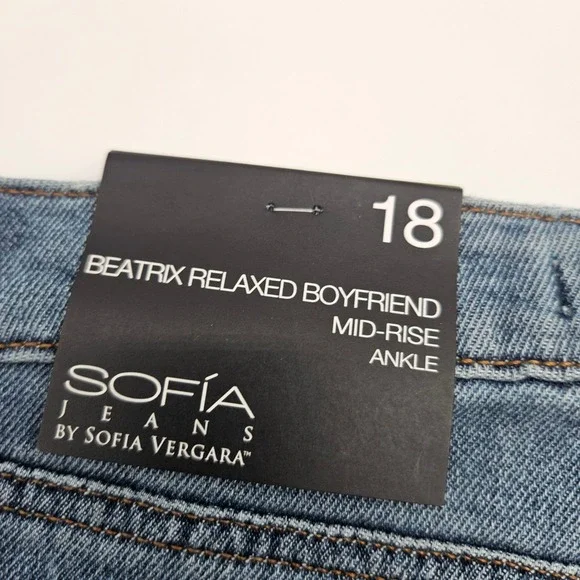 18
BEATRIX RELAXED BOYFRIEND
MID-RISE
ANKLE
SOFÍA
JEANS
BY SOFIA VERGARA™